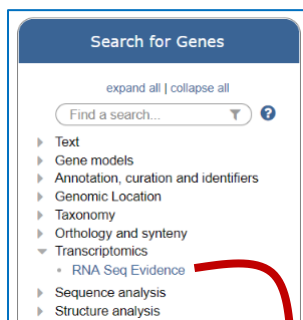 Search for Genes
expand all | collapse all
Find a search...
Text
Gene models
Annotation, curation and identifiers
Genomic Location
Taxonomy
Orthology and synteny
Transcriptomics
RNA Seq Evidence
Sequence analysis
Structure analysis